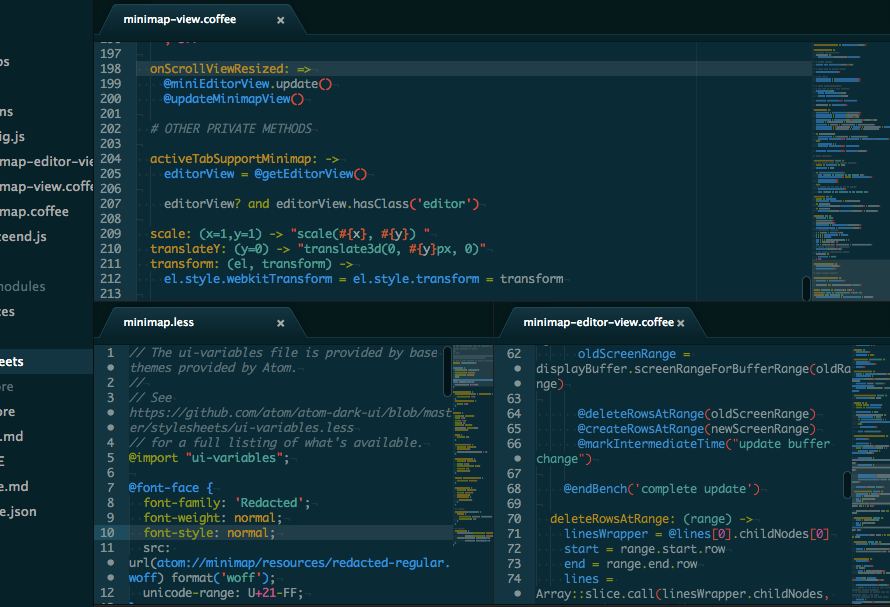 ps
ns
ig.js
map-editor-vie
map-view.coffe
map.coffee
teend.js
modules
es
eets
ore
ore
.md
E
e.md
e.json
minimap-view.coffee ×
197
198 onScrollViewResized: =>
199 @miniEditorView.update()
200 @updateMinimapView()
201
202 # OTHER PRIVATE METHODS
203
204 activeTabSupportMinimap: ->
205 editorView = @getEditorView()
206
207 editorView? and editorView.hasClass('editor')
208
209 scale: (x=1,y=1) -> "scale(#{x}, #{y}) "
210 translateY: (y=0) -> "translate3d(0, #{y}px, 0)"
211 transform: (el, transform) ->
212 el.style.webkitTransform = el.style.transform = transform
213
minimap.less ×
1 // The ui-variables file is provided by base
• themes provided by Atom.
2 //
3 // See
• https://github.com/atom/atom-dark-ui/blob/mast
• er/stylesheets/ui-variables.less
4 // for a full listing of what's available.
5 @import "ui-variables";
6
7 @font-face {
8 font-family: 'Redacted';
9 font-weight: normal;
10 font-style: normal;
11 src:
• url(atom://minimap/resources/redacted-regular.
• woff) format('woff');
12 unicode-range: U+21-FF;
minimap-editor-view.coffee ×
62 oldScreenRange =
• displayBuffer.screenRangeForBufferRange(oldRa
• nge)
63
64 @deleteRowsAtRange(oldScreenRange)
65 @createRowsAtRange(newScreenRange)
66 @markIntermediateTime("update buffer
• change")
67
68 @endBench('complete update')
69
70 deleteRowsAtRange: (range) ->
71 linesWrapper = @lines[0].childNodes[0]
72 start = range.start.row
73 end = range.end.row
74 lines =
• Array::slice.call(linesWrapper.childNodes,